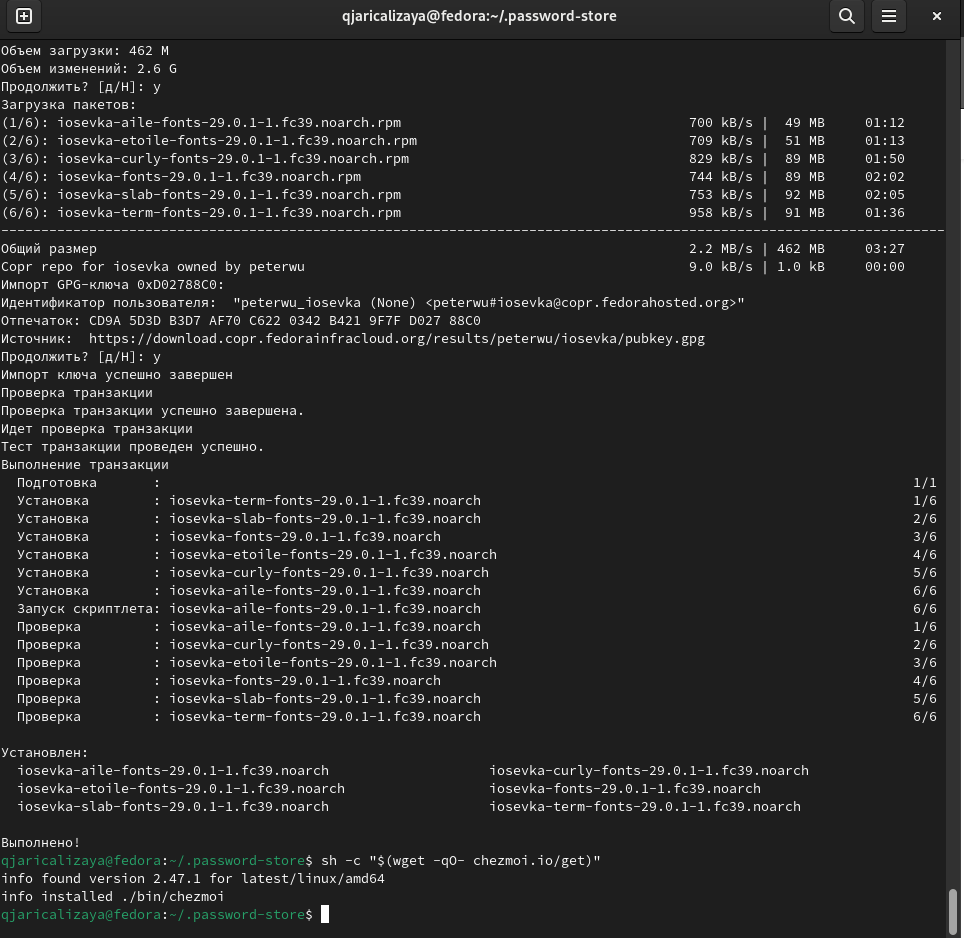 qjaricalizaya@fedora:~/.password-store
Объем загрузки: 462 M
Объем изменений: 2.6 G
Продолжить? [д/Н]: y
Загрузка пакетов:
(1/6): iosevka-aile-fonts-29.0.1-1.fc39.noarch.rpm 700 kB/s | 49 MB 01:12
(2/6): iosevka-etoile-fonts-29.0.1-1.fc39.noarch.rpm 709 kB/s | 51 MB 01:13
(3/6): iosevka-curly-fonts-29.0.1-1.fc39.noarch.rpm 829 kB/s | 89 MB 01:50
(4/6): iosevka-fonts-29.0.1-1.fc39.noarch.rpm 744 kB/s | 89 MB 02:02
(5/6): iosevka-slab-fonts-29.0.1-1.fc39.noarch.rpm 753 kB/s | 92 MB 02:05
(6/6): iosevka-term-fonts-29.0.1-1.fc39.noarch.rpm 958 kB/s | 91 MB 01:36
--------------------------------------------------------------------------------
Общий размер 2.2 MB/s | 462 MB 03:27
Copr repo for iosevka owned by peterwu 9.0 kB/s | 1.0 kB 00:00
Импорт GPG-ключа 0xD02788C0:
Идентификатор пользователя: "peterwu_iosevka (None) <peterwu#iosevka@copr.fedorahosted.org>"
Отпечаток: CD9A 5D3D B3D7 AF70 C622 0342 B421 9F7F D027 88C0
Источник: https://download.copr.fedorainfracloud.org/results/peterwu/iosevka/pubkey.gpg
Продолжить? [д/Н]: y
Импорт ключа успешно завершен
Проверка транзакции
Проверка транзакции успешно завершена.
Идет проверка транзакции
Тест транзакции проведен успешно.
Выполнение транзакции
Подготовка : 1/1
Установка : iosevka-term-fonts-29.0.1-1.fc39.noarch 1/6
Установка : iosevka-slab-fonts-29.0.1-1.fc39.noarch 2/6
Установка : iosevka-fonts-29.0.1-1.fc39.noarch 3/6
Установка : iosevka-etoile-fonts-29.0.1-1.fc39.noarch 4/6
Установка : iosevka-curly-fonts-29.0.1-1.fc39.noarch 5/6
Установка : iosevka-aile-fonts-29.0.1-1.fc39.noarch 6/6
Запуск скриптлета: iosevka-aile-fonts-29.0.1-1.fc39.noarch 6/6
Проверка : iosevka-aile-fonts-29.0.1-1.fc39.noarch 1/6
Проверка : iosevka-curly-fonts-29.0.1-1.fc39.noarch 2/6
Проверка : iosevka-etoile-fonts-29.0.1-1.fc39.noarch 3/6
Проверка : iosevka-fonts-29.0.1-1.fc39.noarch 4/6
Проверка : iosevka-slab-fonts-29.0.1-1.fc39.noarch 5/6
Проверка : iosevka-term-fonts-29.0.1-1.fc39.noarch 6/6
Установлен:
iosevka-aile-fonts-29.0.1-1.fc39.noarch iosevka-curly-fonts-29.0.1-1.fc39.noarch
iosevka-etoile-fonts-29.0.1-1.fc39.noarch iosevka-fonts-29.0.1-1.fc39.noarch
iosevka-slab-fonts-29.0.1-1.fc39.noarch iosevka-term-fonts-29.0.1-1.fc39.noarch
Выполнено!
qjaricalizaya@fedora:~/.password-store$ sh -c "$(wget -qO- chezmoi.io/get)"
info found version 2.47.1 for latest/linux/amd64
info installed ./bin/chezmoi
qjaricalizaya@fedora:~/.password-store$